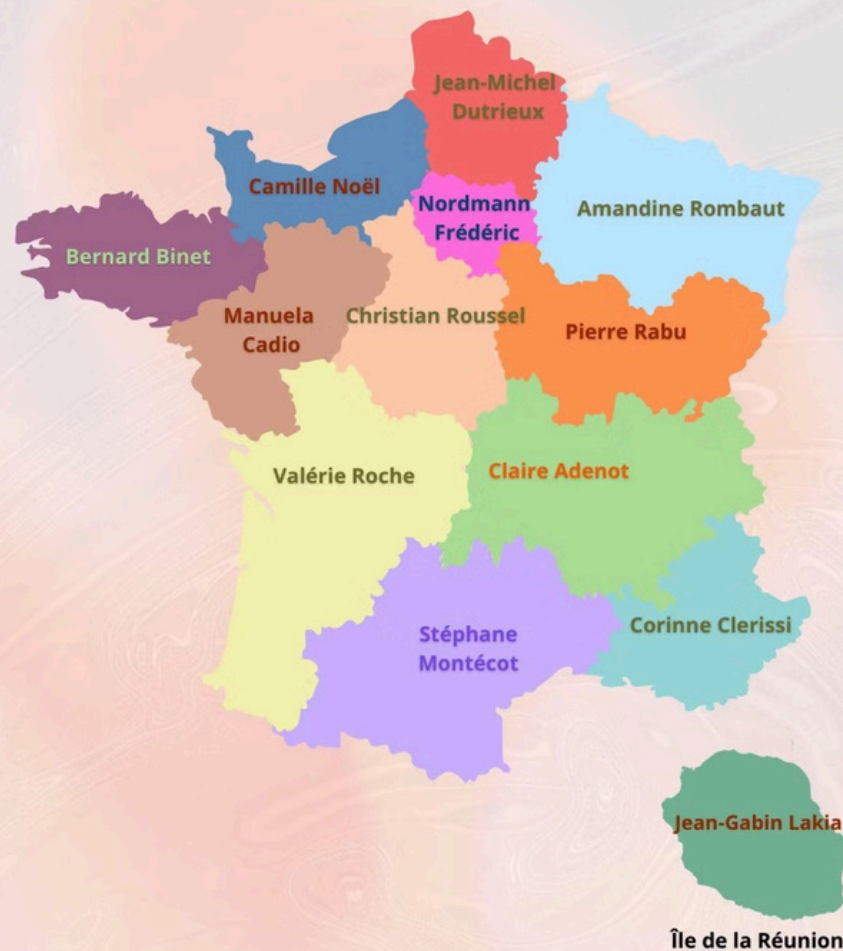 Jean-Michel
Dutrieux
Camille Noël
Nordmann
Frédéric
Amandine Rombaut
Bernard Binet
Manuela
Cadio
Christian Roussel
Pierre Rabu
Valérie Roche
Claire Adenot
Stéphane
Montécot
Corinne Clerissi
Jean-Gabin Lakia
Île de la Réunion